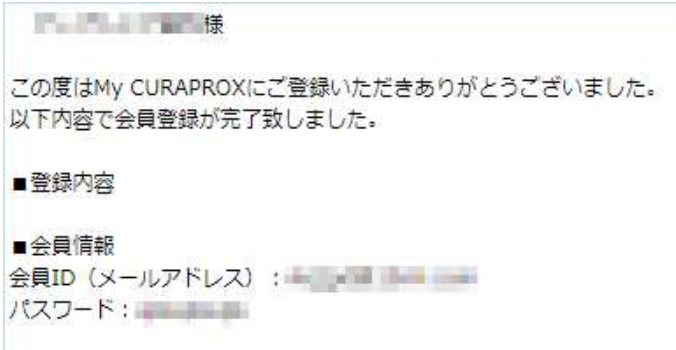 様
この度はMy CURAPROXにご登録いただきありがとうございました。
以下内容で会員登録が完了致しました。
■登録内容
■会員情報
会員ID（メールアドレス）：
パスワード：